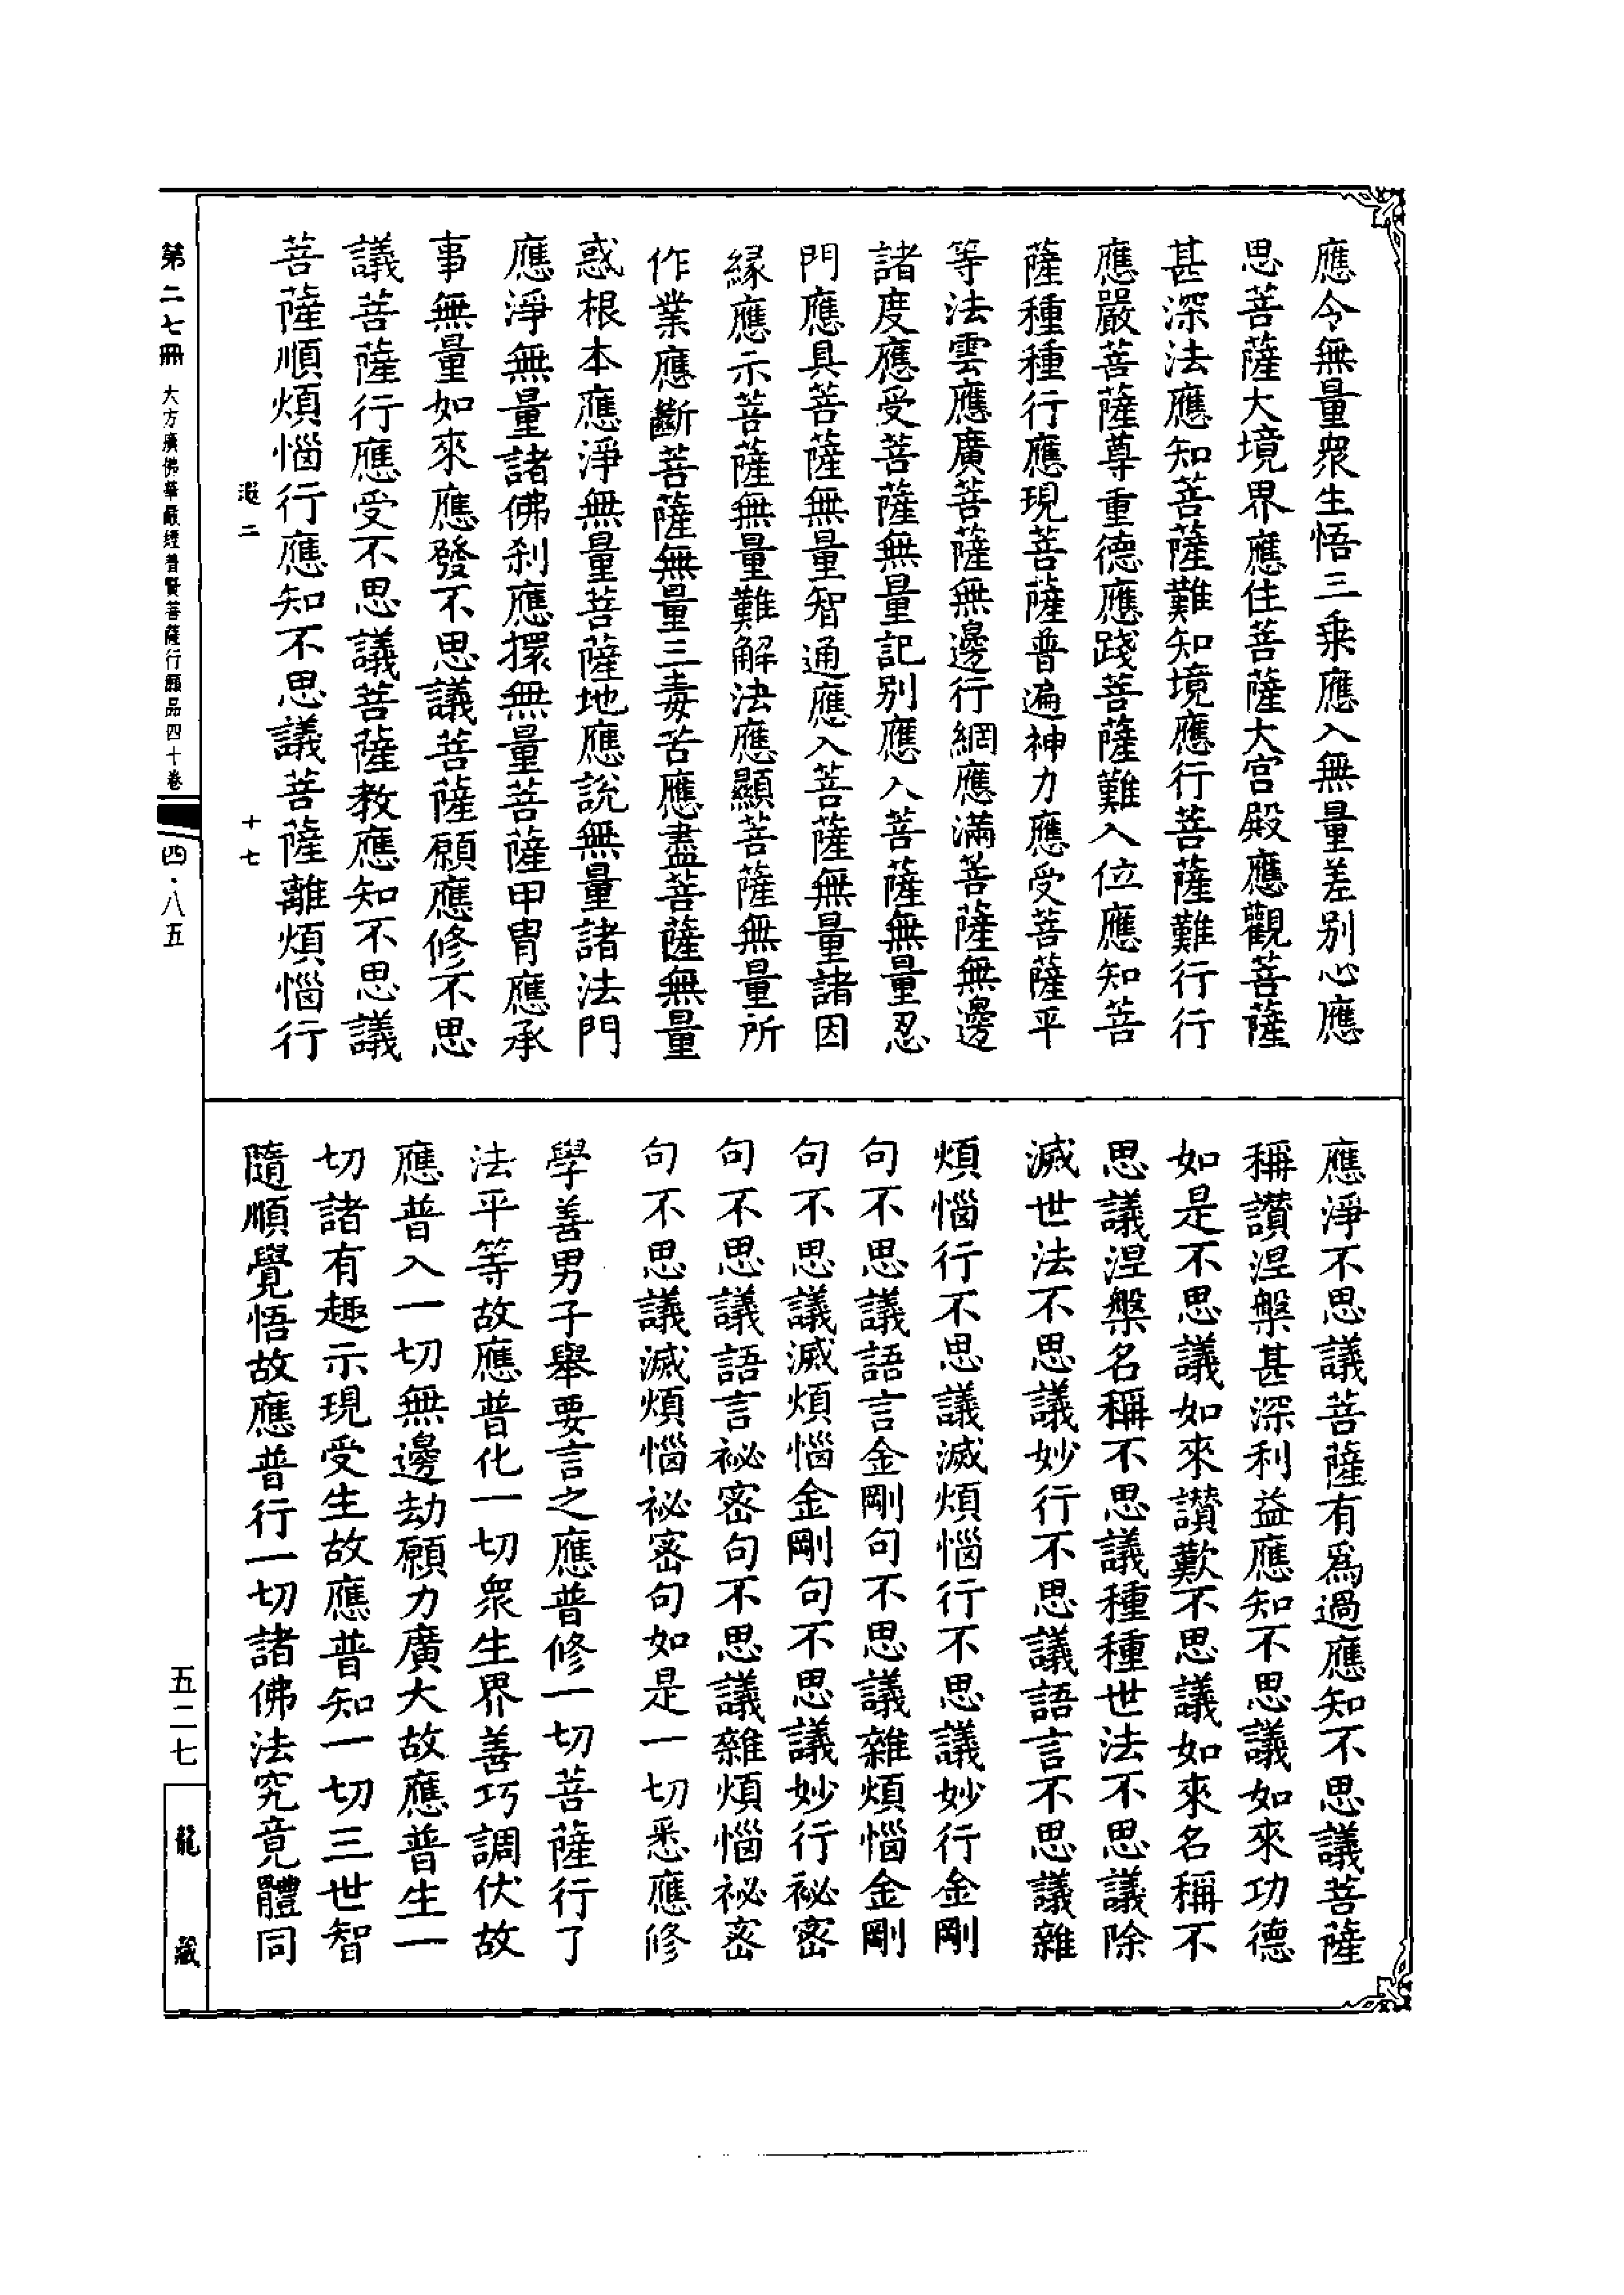 應令無量衆生悟三乘應入無量差别心應
思菩薩大境界應住菩薩大宫殿應觀菩薩
甚深法應知菩薩難知境應行菩薩難行行
應嚴菩薩尊重德應踐菩薩難入位應知菩
薩種種行應現菩薩普遍神力應受菩薩平
等法雲應廣菩薩無邊行網應滿菩薩無邊
諸度應受菩薩無量記别應入菩薩無量忍
門應具菩薩無量智通應入菩薩無量諸因
緣應示菩薩無量難解法應顯菩薩無量所
作業應斷菩薩無量三毒苦應盡菩薩無量
惑根本應淨無量菩薩地應說無量諸法門
應淨無量諸佛刹應擐無量菩薩甲冑應承
事無量如來應發不思議菩薩願應修不思
議菩薩行應受不思議菩薩教應知不思議
菩薩順煩惱行應知不思議菩薩離煩惱行
遐二 十七
應淨不思議菩薩有爲過應知不思議菩薩
稱讚涅槃甚深利益應知不思議如來功德
如是不思議如來讚歎不思議如來名稱不
思議涅槃名稱不思議種種世法不思議除
滅世法不思議妙行不思議語言不思議雜
煩惱行不思議滅煩惱行不思議妙行金剛
句不思議語言金剛句不思議雜煩惱金剛
句不思議滅煩惱金剛句不思議妙行祕密
句不思議語言祕密句不思議雜煩惱祕密
句不思議滅煩惱祕密句如是一切悉應修
學善男子舉要言之應普修一切菩薩行了
法平等故應普化一切衆生界善巧調伏故
應普入一切無邊劫願力廣大故應普生一
切諸有趣示現受生故應普知一切三世智
隨順覺悟故應普行一切諸佛法究竟體同
第二七冊 大方廣佛華嚴經普賢菩薩行願品四十卷 四·八五
五二七 龍藏